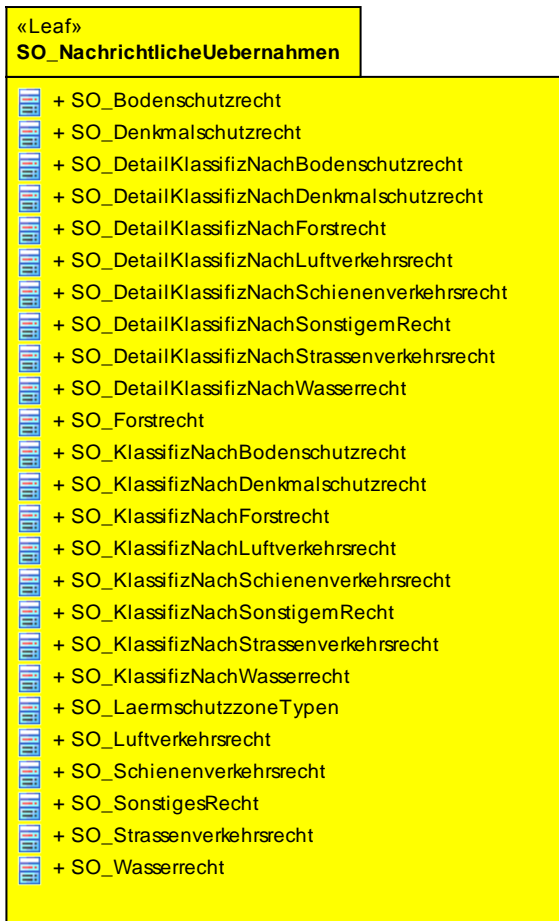 «Leaf»
SO_NachrichtlicheUebernahmen
+ SO_Bodenschutzrecht
+ SO_Denkmalschutzrecht
+ SO_DetailKlassifizNachBodenschutzrecht
+ SO_DetailKlassifizNachDenkmalschutzrecht
+ SO_DetailKlassifizNachForstrecht
+ SO_DetailKlassifizNachLuftverkehrsrecht
+ SO_DetailKlassifizNachSchienenverkehrsrecht
+ SO_DetailKlassifizNachSonstigemRecht
+ SO_DetailKlassifizNachStrassenverkehrsrecht
+ SO_DetailKlassifizNachWasserrecht
+ SO_Forstrecht
+ SO_KlassifizNachBodenschutzrecht
+ SO_KlassifizNachDenkmalschutzrecht
+ SO_KlassifizNachForstrecht
+ SO_KlassifizNachLuftverkehrsrecht
+ SO_KlassifizNachSchienenverkehrsrecht
+ SO_KlassifizNachSonstigemRecht
+ SO_KlassifizNachStrassenverkehrsrecht
+ SO_KlassifizNachWasserrecht
+ SO_LaermschutzzoneTypen
+ SO_Luftverkehrsrecht
+ SO_Schienenverkehrsrecht
+ SO_SonstigesRecht
+ SO_Strassenverkehrsrecht
+ SO_Wasserrecht